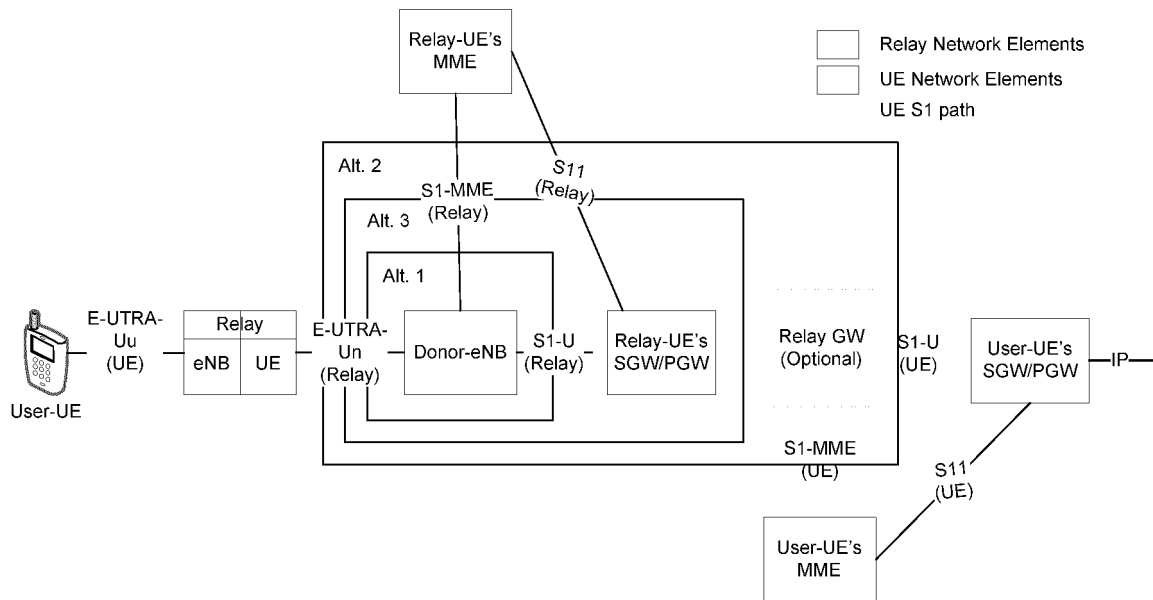 Relay-UE's
MME
Relay Network Elements
UE Network Elements
UE S1 path
Alt. 2
S11
(Relay)
S1-MME
(Relay)
Alt. 3
Alt. 1
E-UTRA-
Uu
(UE)
Relay
eNB
UE
E-UTRA-
Un
(Relay)
Donor-eNB
S1-U
(Relay)
Relay-UE's
SGW/PGW
Relay GW
(Optional)
S1-U
(UE)
User-UE's
SGW/PGW
IP
User-UE
S1-MME
(UE)
S11
(UE)
User-UE's
MME